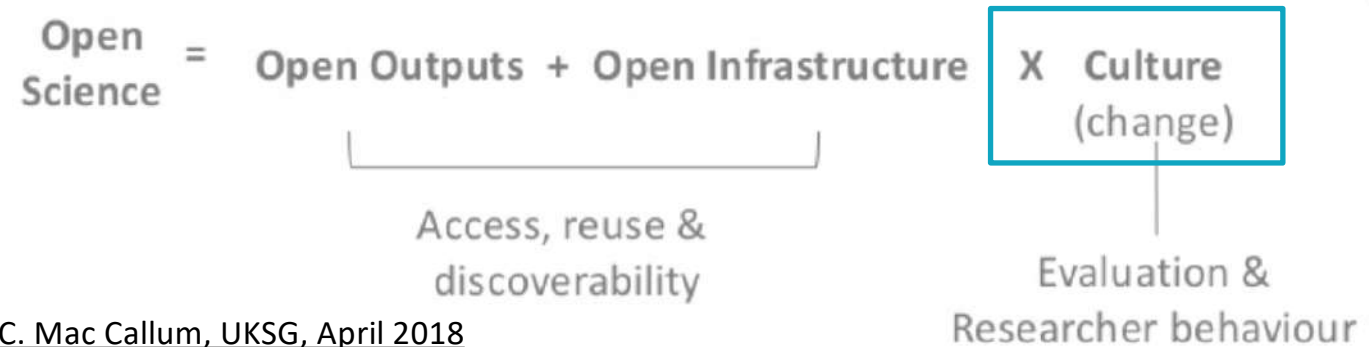 Open Science = Open Outputs + Open Infrastructure X Culture
(change)
Access, reuse &
discoverability
Evaluation &
Researcher behaviour
C. Mac Callum, UKSG, April 2018